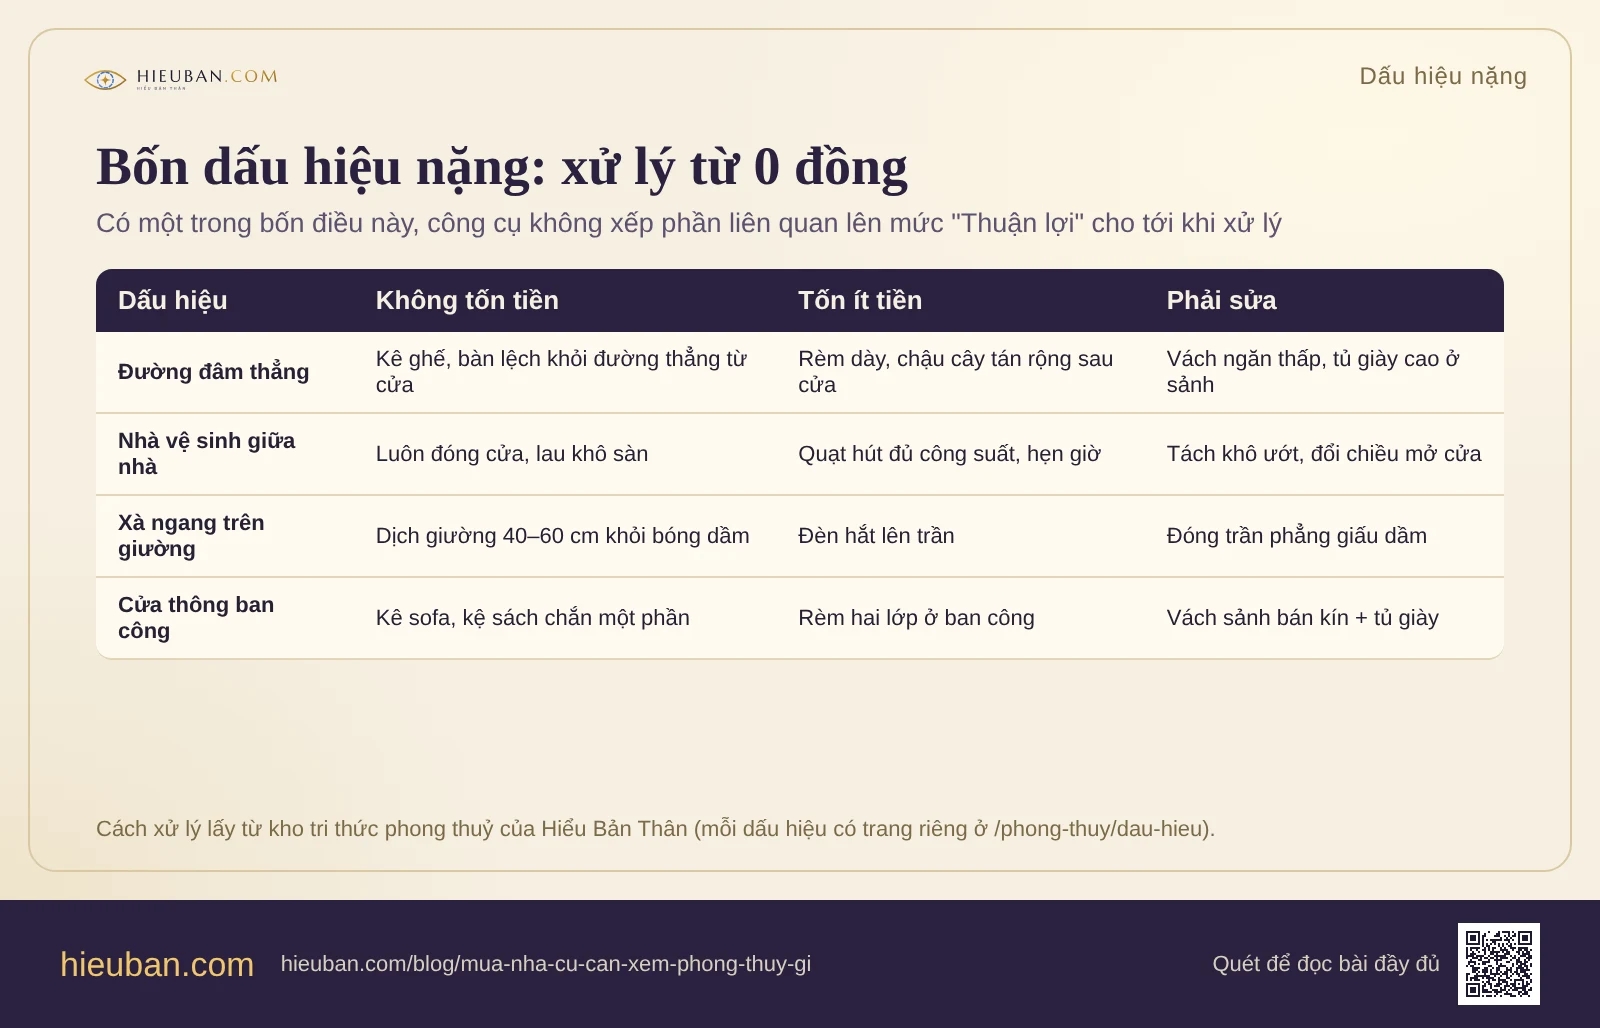 HIEUBAN.COM
HIỂU BẢN THÂN
Dấu hiệu nặng
Bốn dấu hiệu nặng: xử lý từ 0 đồng
Có một trong bốn điều này, công cụ không xếp phần liên quan lên mức "Thuận lợi" cho tới khi xử lý
Dấu hiệu Không tốn tiền Tốn ít tiền Phải sửa
Đường đâm thẳng
Kê ghế, bàn lệch khỏi đường thẳng từ
cửa
Rèm dày, chậu cây tán rộng sau
cửa
Vách ngăn thấp, tủ giày cao ở
sảnh
Nhà vệ sinh giữa
nhà
Luôn đóng cửa, lau khô sàn
Quạt hút đủ công suất, hẹn giờ
Tách khô ướt, đổi chiều mở cửa
Xà ngang trên
giường
Dịch giường 40–60 cm khỏi bóng dầm
Đèn hắt lên trần
Đóng trần phẳng giấu dầm
Cửa thông ban
công
Kê sofa, kệ sách chắn một phần
Rèm hai lớp ở ban công
Vách sảnh bán kín + tủ giày
Cách xử lý lấy từ kho tri thức phong thuỷ của Hiểu Bản Thân (mỗi dấu hiệu có trang riêng ở /phong-thuy/dau-hieu).
hieuban.com
hieuban.com/blog/mua-nha-cu-can-xem-phong-thuy-gi
Quét để đọc bài đầy đủ